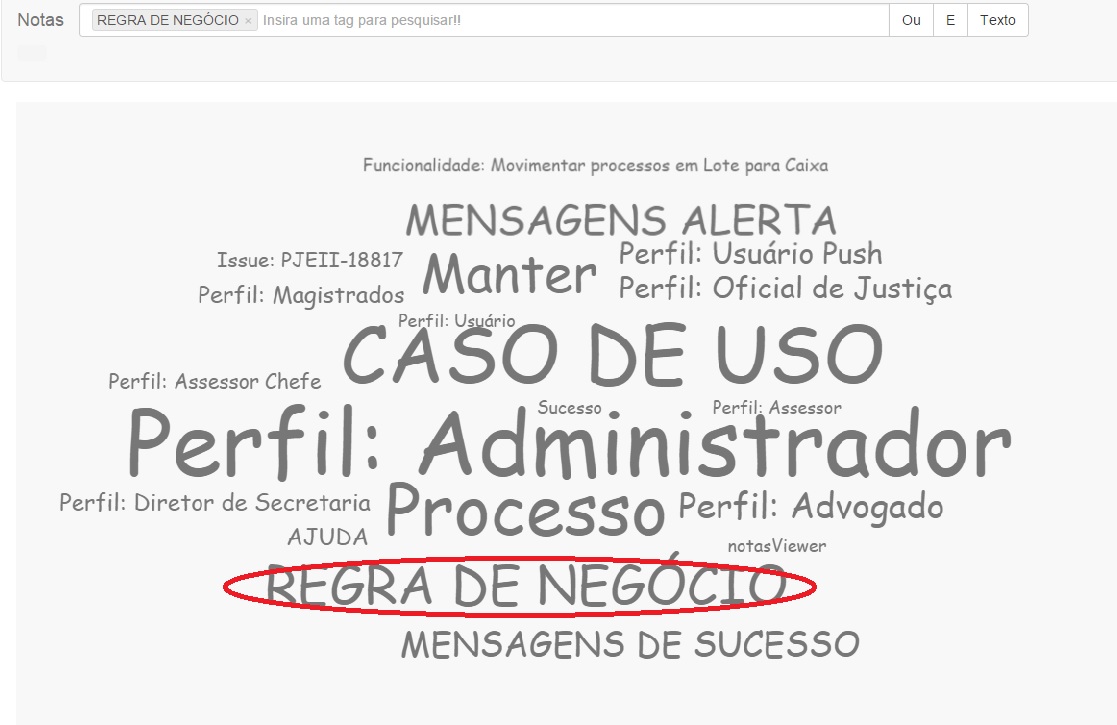 Notas REGRA DE NEGÓCIO × Insira uma tag para pesquisar!! Ou E Texto
Funcionalidade: Movimentar processos em Lote para Caixa
MENSAGENS ALERTA
Perfil: Usuário Push
Issue: PJEII-18817 Manter
Perfil: Magistrados Perfil: Oficial de Justiça
Perfil: Usuário
CASO DE USO
Perfil: Assessor Chefe
Sucesso Perfil: Assessor
Perfil: Administrador
Perfil: Diretor de Secretaria Processo Perfil: Advogado
AJUDA
notasViewer
REGRA DE NEGÓCIO
MENSAGENS DE SUCESSO